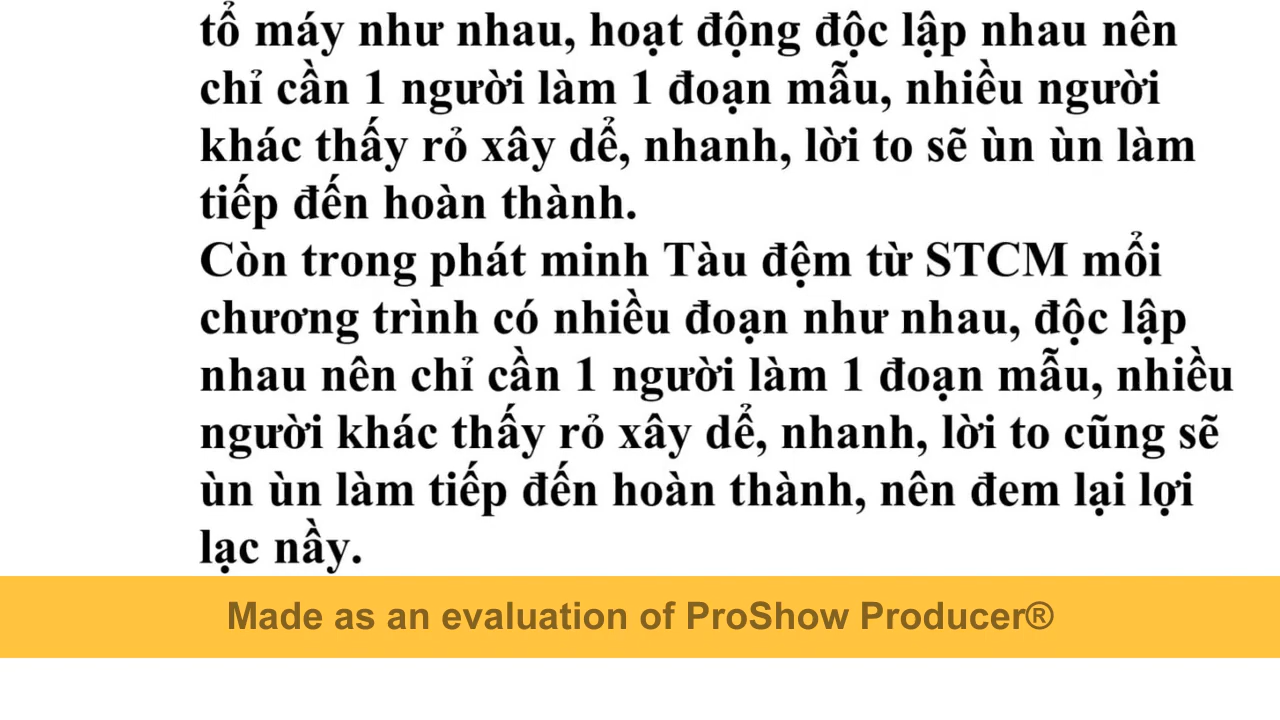 tổ máy như nhau, hoạt động độc lập nhau nên
chỉ cần 1 người làm 1 đoạn mẫu, nhiều người
khác thấy rỏ xây dể, nhanh, lời to sẽ ùn ùn làm
tiếp đến hoàn thành.
Còn trong phát minh Tàu đệm từ STCM mổi
chương trình có nhiều đoạn như nhau, độc lập
nhau nên chỉ cần 1 người làm 1 đoạn mẫu, nhiều
người khác thấy rỏ xây dể, nhanh, lời to cũng sẽ
ùn ùn làm tiếp đến hoàn thành, nên đem lại lợi
lạc nầy.
Made as an evaluation of ProShow Producer®